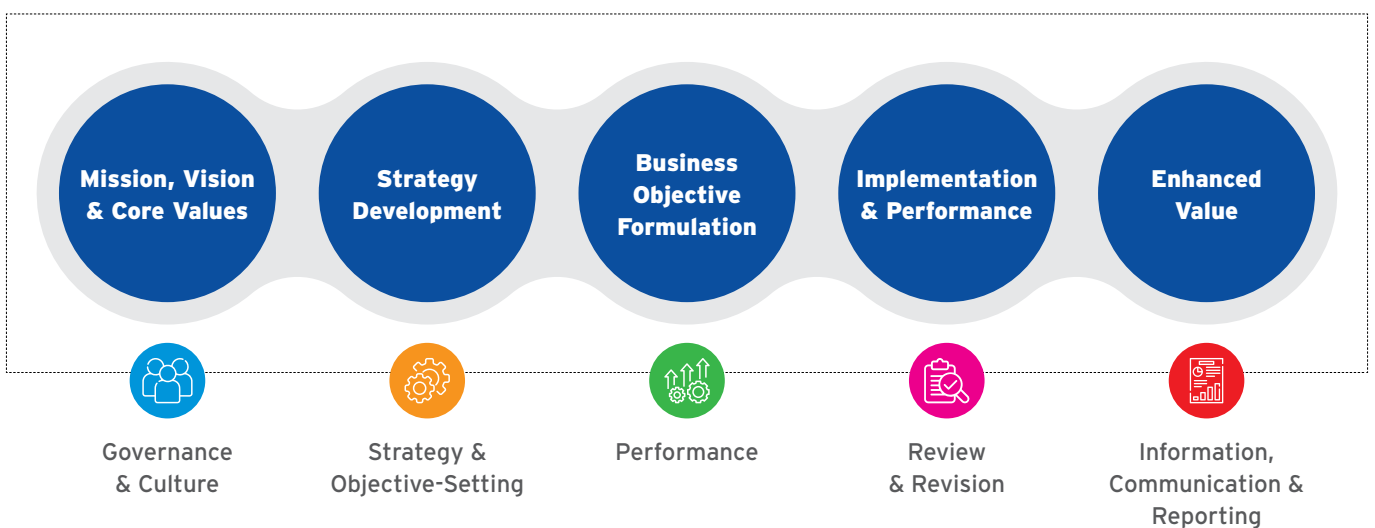 Mission, Vision
& Core Values
Strategy
Development
Business
Objective
Formulation
Implementation
& Performance
Enhanced
Value
Governance
& Culture
Strategy &
Objective-Setting
Performance
Review
& Revision
Information,
Communication &
Reporting